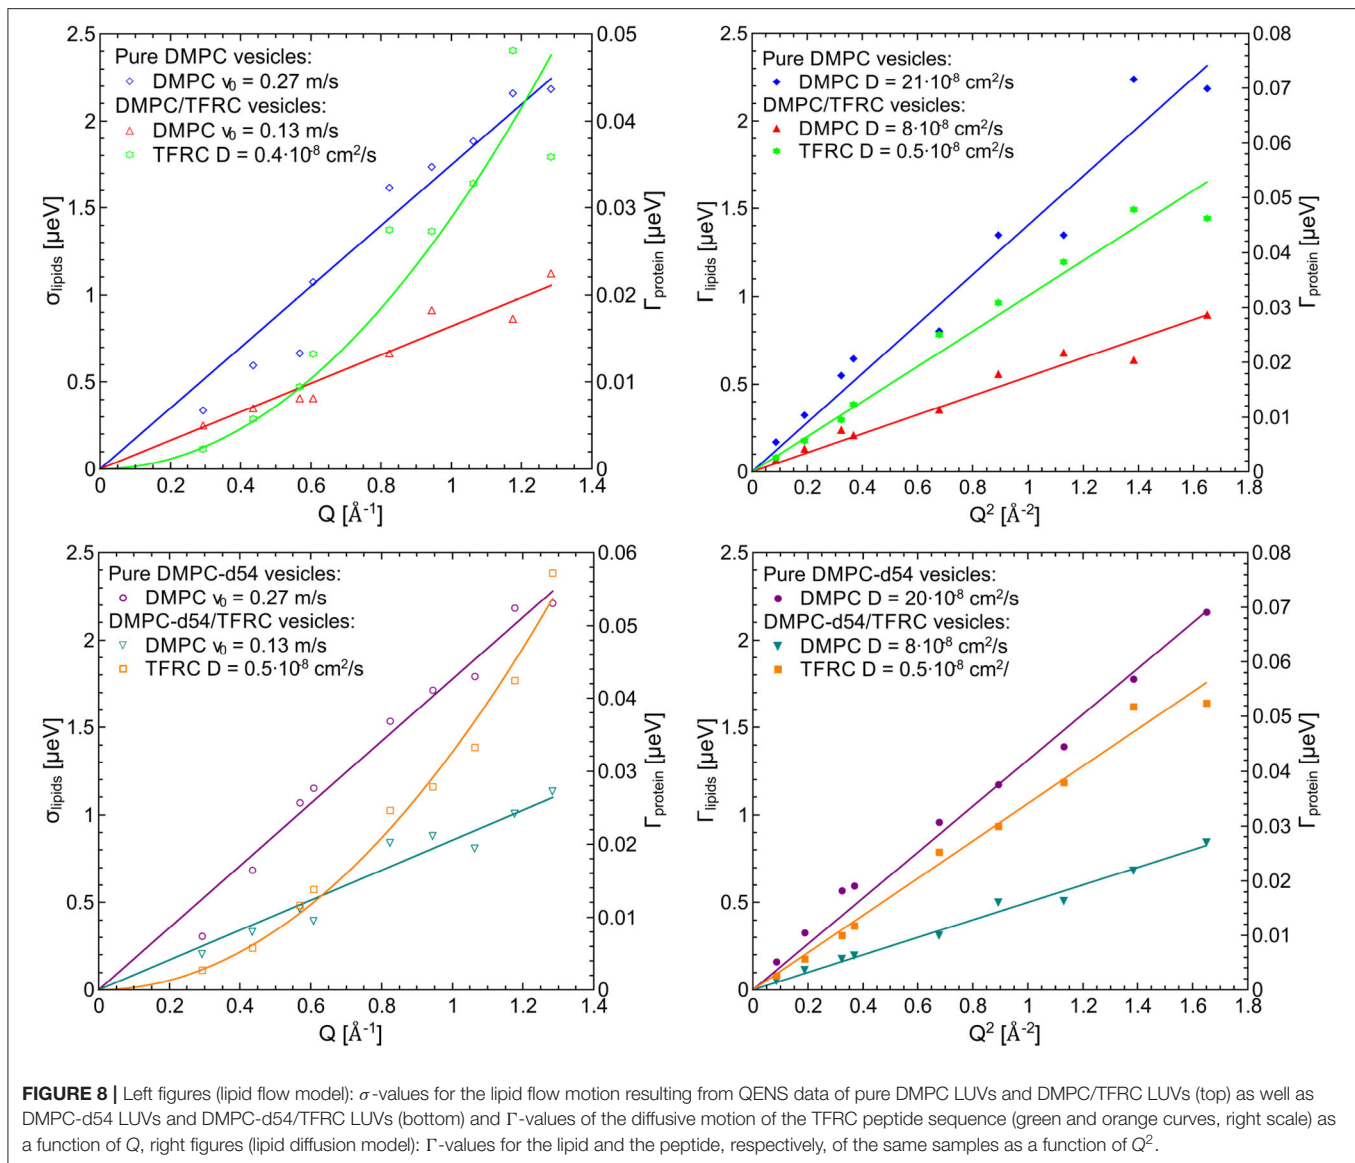 Pure DMPC vesicles:
DMPC v₀ = 0.27 m/s
DMPC/TFRC vesicles:
DMPC v₀ = 0.13 m/s
TFRC D = 0.4·10⁻⁸ cm²/s
2.5
2
1.5
1
0.5
0
σlipids [µeV]
0.05
0.04
0.03
0.02
0.01
0
Γprotein [µeV]
0 0.2 0.4 0.6 0.8 1 1.2 1.4
Q [Å⁻¹]
Pure DMPC vesicles:
DMPC D = 21·10⁻⁸ cm²/s
DMPC/TFRC vesicles:
DMPC D = 8·10⁻⁸ cm²/s
TFRC D = 0.5·10⁻⁸ cm²/s
2.5
2
1.5
1
0.5
0
Γlipids [µeV]
0.08
0.07
0.06
0.05
0.04
0.03
0.02
0.01
0
Γprotein [µeV]
0 0.2 0.4 0.6 0.8 1 1.2 1.4 1.6 1.8
Q² [Å⁻²]
Pure DMPC-d54 vesicles:
DMPC v₀ = 0.27 m/s
DMPC-d54/TFRC vesicles:
DMPC v₀ = 0.13 m/s
TFRC D = 0.5·10⁻⁸ cm²/s
2.5
2
1.5
1
0.5
0
σlipids [µeV]
0.06
0.05
0.04
0.03
0.02
0.01
0
Γprotein [µeV]
0 0.2 0.4 0.6 0.8 1 1.2 1.4
Q [Å⁻¹]
Pure DMPC-d54 vesicles:
DMPC D = 20·10⁻⁸ cm²/s
DMPC-d54/TFRC vesicles:
DMPC D = 8·10⁻⁸ cm²/s
TFRC D = 0.5·10⁻⁸ cm²/
2.5
2
1.5
1
0.5
0
Γlipids [µeV]
0.08
0.07
0.06
0.05
0.04
0.03
0.02
0.01
0
Γprotein [µeV]
0 0.2 0.4 0.6 0.8 1 1.2 1.4 1.6 1.8
Q² [Å⁻²]
FIGURE 8 | Left figures (lipid flow model): σ-values for the lipid flow motion resulting from QENS data of pure DMPC LUVs and DMPC/TFRC LUVs (top) as well as
DMPC-d54 LUVs and DMPC-d54/TFRC LUVs (bottom) and Γ-values of the diffusive motion of the TFRC peptide sequence (green and orange curves, right scale) as
a function of Q, right figures (lipid diffusion model): Γ-values for the lipid and the peptide, respectively, of the same samples as a function of Q².